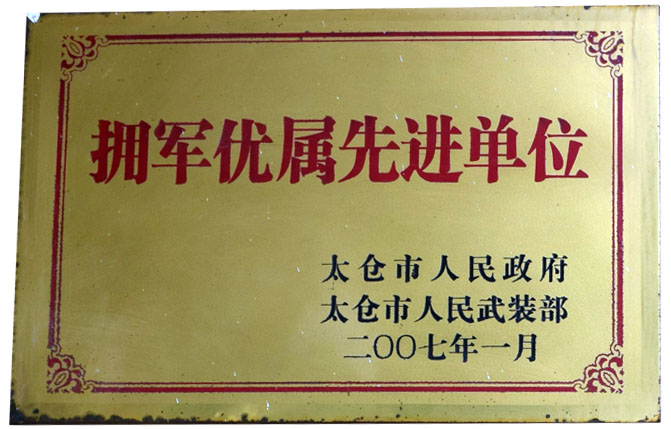 拥军优属先进单位
太仓市人民政府
太仓市人民武装部
二〇〇七年一月